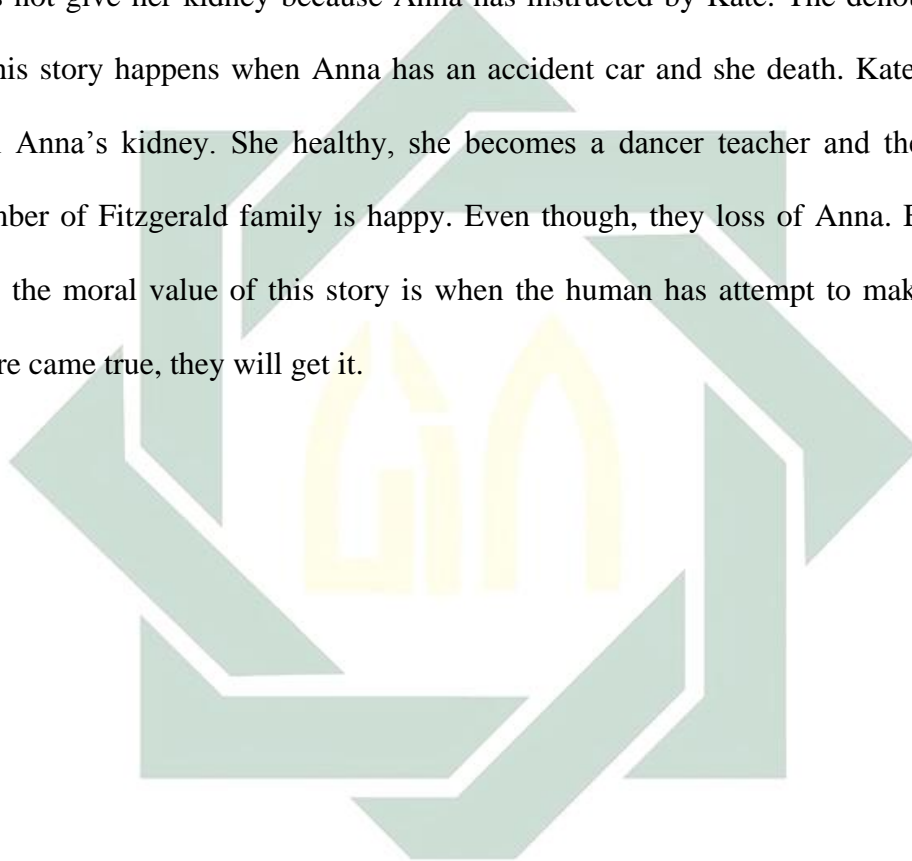 s not give her kidney because Anna has instructed by Kate. The denou
his story happens when Anna has an accident car and she death. Kate
Anna’s kidney. She healthy, she becomes a dancer teacher and the
mber of Fitzgerald family is happy. Even though, they loss of Anna.
, the moral value of this story is when the human has attempt to mak
re came true, they will get it.